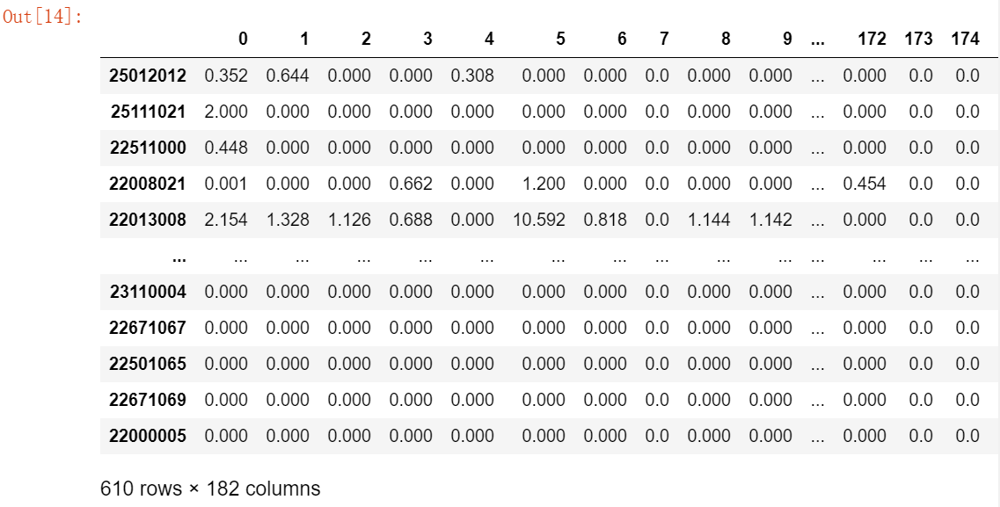 Out[14]:
0 1 2 3 4 5 6 7 8 9 ... 172 173 174
25012012 0.352 0.644 0.000 0.000 0.308 0.000 0.000 0.0 0.000 0.000 ... 0.000 0.0 0.0
25111021 2.000 0.000 0.000 0.000 0.000 0.000 0.000 0.0 0.000 0.000 ... 0.000 0.0 0.0
22511000 0.448 0.000 0.000 0.000 0.000 0.000 0.000 0.0 0.000 0.000 ... 0.000 0.0 0.0
22008021 0.001 0.000 0.000 0.662 0.000 1.200 0.000 0.0 0.000 0.000 ... 0.454 0.0 0.0
22013008 2.154 1.328 1.126 0.688 0.000 10.592 0.818 0.0 1.144 1.142 ... 0.000 0.0 0.0
... ... ... ... ... ... ... ... ... ... ... ... ... ... ...
23110004 0.000 0.000 0.000 0.000 0.000 0.000 0.000 0.0 0.000 0.000 ... 0.000 0.0 0.0
22671067 0.000 0.000 0.000 0.000 0.000 0.000 0.000 0.0 0.000 0.000 ... 0.000 0.0 0.0
22501065 0.000 0.000 0.000 0.000 0.000 0.000 0.000 0.0 0.000 0.000 ... 0.000 0.0 0.0
22671069 0.000 0.000 0.000 0.000 0.000 0.000 0.000 0.0 0.000 0.000 ... 0.000 0.0 0.0
22000005 0.000 0.000 0.000 0.000 0.000 0.000 0.000 0.0 0.000 0.000 ... 0.000 0.0 0.0
610 rows × 182 columns